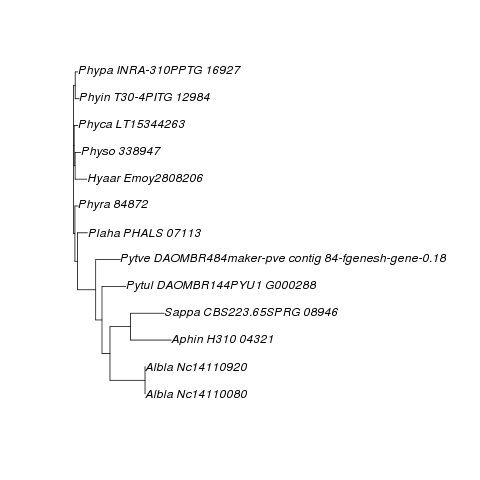 Phypa INRA-310PPTG 16927
Phyin T30-4PITG 12984
Phyca LT15344263
Physo 338947
Hyaar Emoy2808206
Phyra 84872
Plaha PHALS 07113
Pytve DAOMBR484maker-pve contig 84-fgenesh-gene-0.18
Pytul DAOMBR144PYU1 G000288
Sappa CBS223.65SPRG 08946
Aphin H310 04321
Albla Nc14110920
Albla Nc14110080